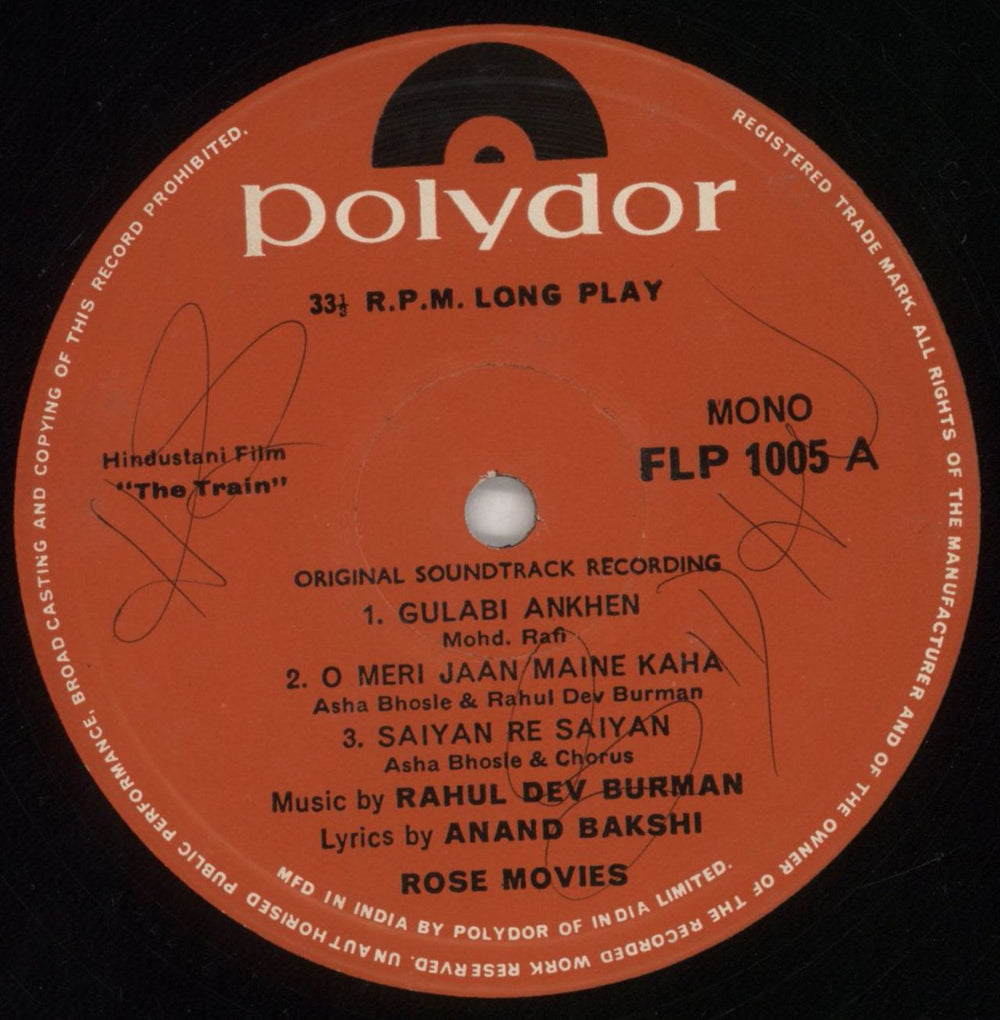 polydor
33⅓ R.P.M. LONG PLAY
MONO
FLP 1005 A
Hindustani Film
"The Train"
ORIGINAL SOUNDTRACK RECORDING
1. GULABI ANKHEN
Mohd. Rafi
2. O MERI JAAN MAINE KAHA
Asha Bhosle & Rahul Dev Burman
3. SAIYAN RE SAIYAN
Asha Bhosle & Chorus
Music by RAHUL DEV BURMAN
Lyrics by ANAND BAKSHI
ROSE MOVIES
MFD IN INDIA BY POLYDOR OF INDIA LIMITED.
REGISTERED TRADE MARK. ALL RIGHTS OF THE MANUFACTURER AND OF THE OWNER OF THE RECORDED WORK RESERVED. UNAUTHORISED PUBLIC PERFORMANCE, BROADCASTING AND COPYING OF THIS RECORD PROHIBITED.